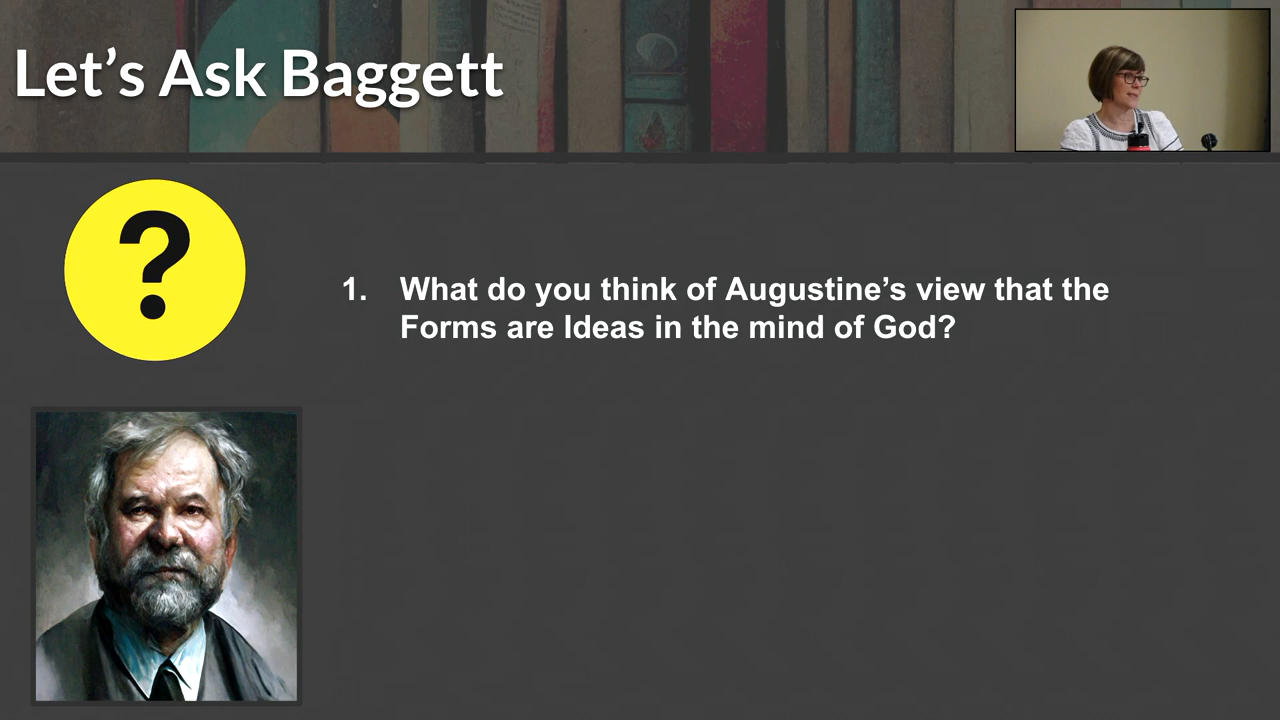 Let’s Ask Baggett
?
1. What do you think of Augustine’s view that the
Forms are Ideas in the mind of God?